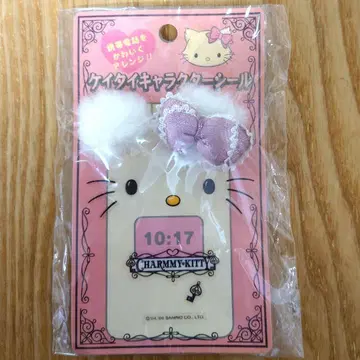 携帯電話を
かわいく
アレンジ!!
ケイタイキャラクターシール
10:17
CHARMMY KITTY
SANRIO CO., LTD.